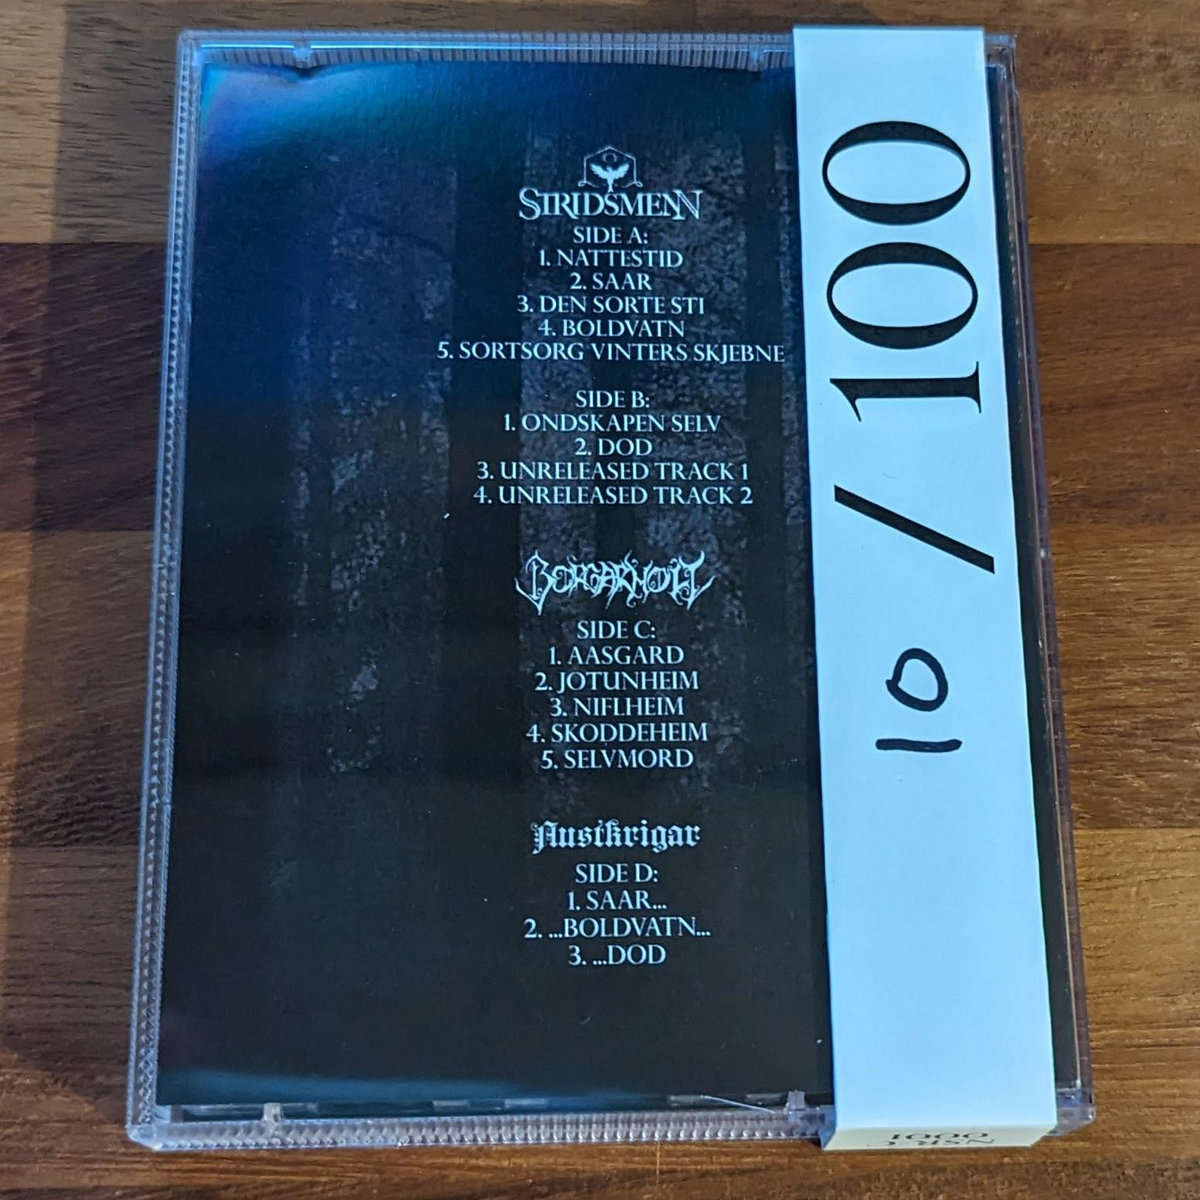 STRIDSMENN
SIDE A:
1. NATTESTID
2. SAAR
3. DEN SORTE STI
4. BOLDVATN
5. SORTSORG VINTERS SKJEBNE
SIDE B:
1. ONDSKAPEN SELV
2. DOD
3. UNRELEASED TRACK 1
4. UNRELEASED TRACK 2
BORGARHOLT
SIDE C:
1. AASGARD
2. JOTUNHEIM
3. NIFLHEIM
4. SKODDEHEIM
5. SELVMORD
Austkrigar
SIDE D:
1. SAAR...
2. ...BOLDVATN...
3. ...DOD
10 / 100
0001